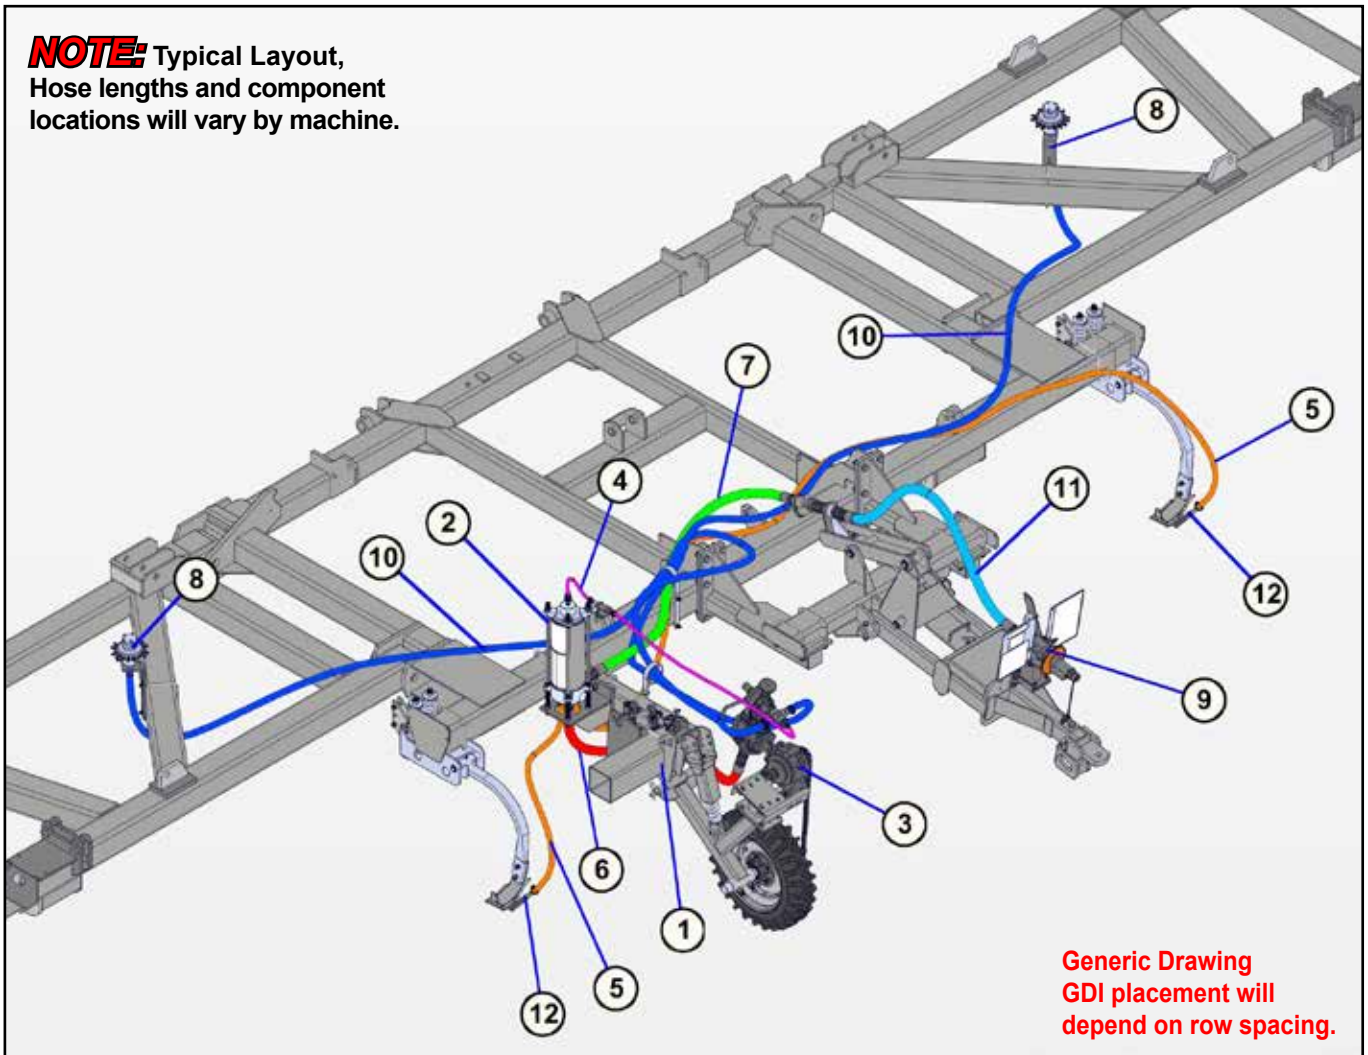 NOTE: Typical Layout,
Hose lengths and component
locations will vary by machine.
8
10
7
5
4
11
2
10
8
12
9
3
6
1
5
12
Generic Drawing
GDI placement will
depend on row spacing.